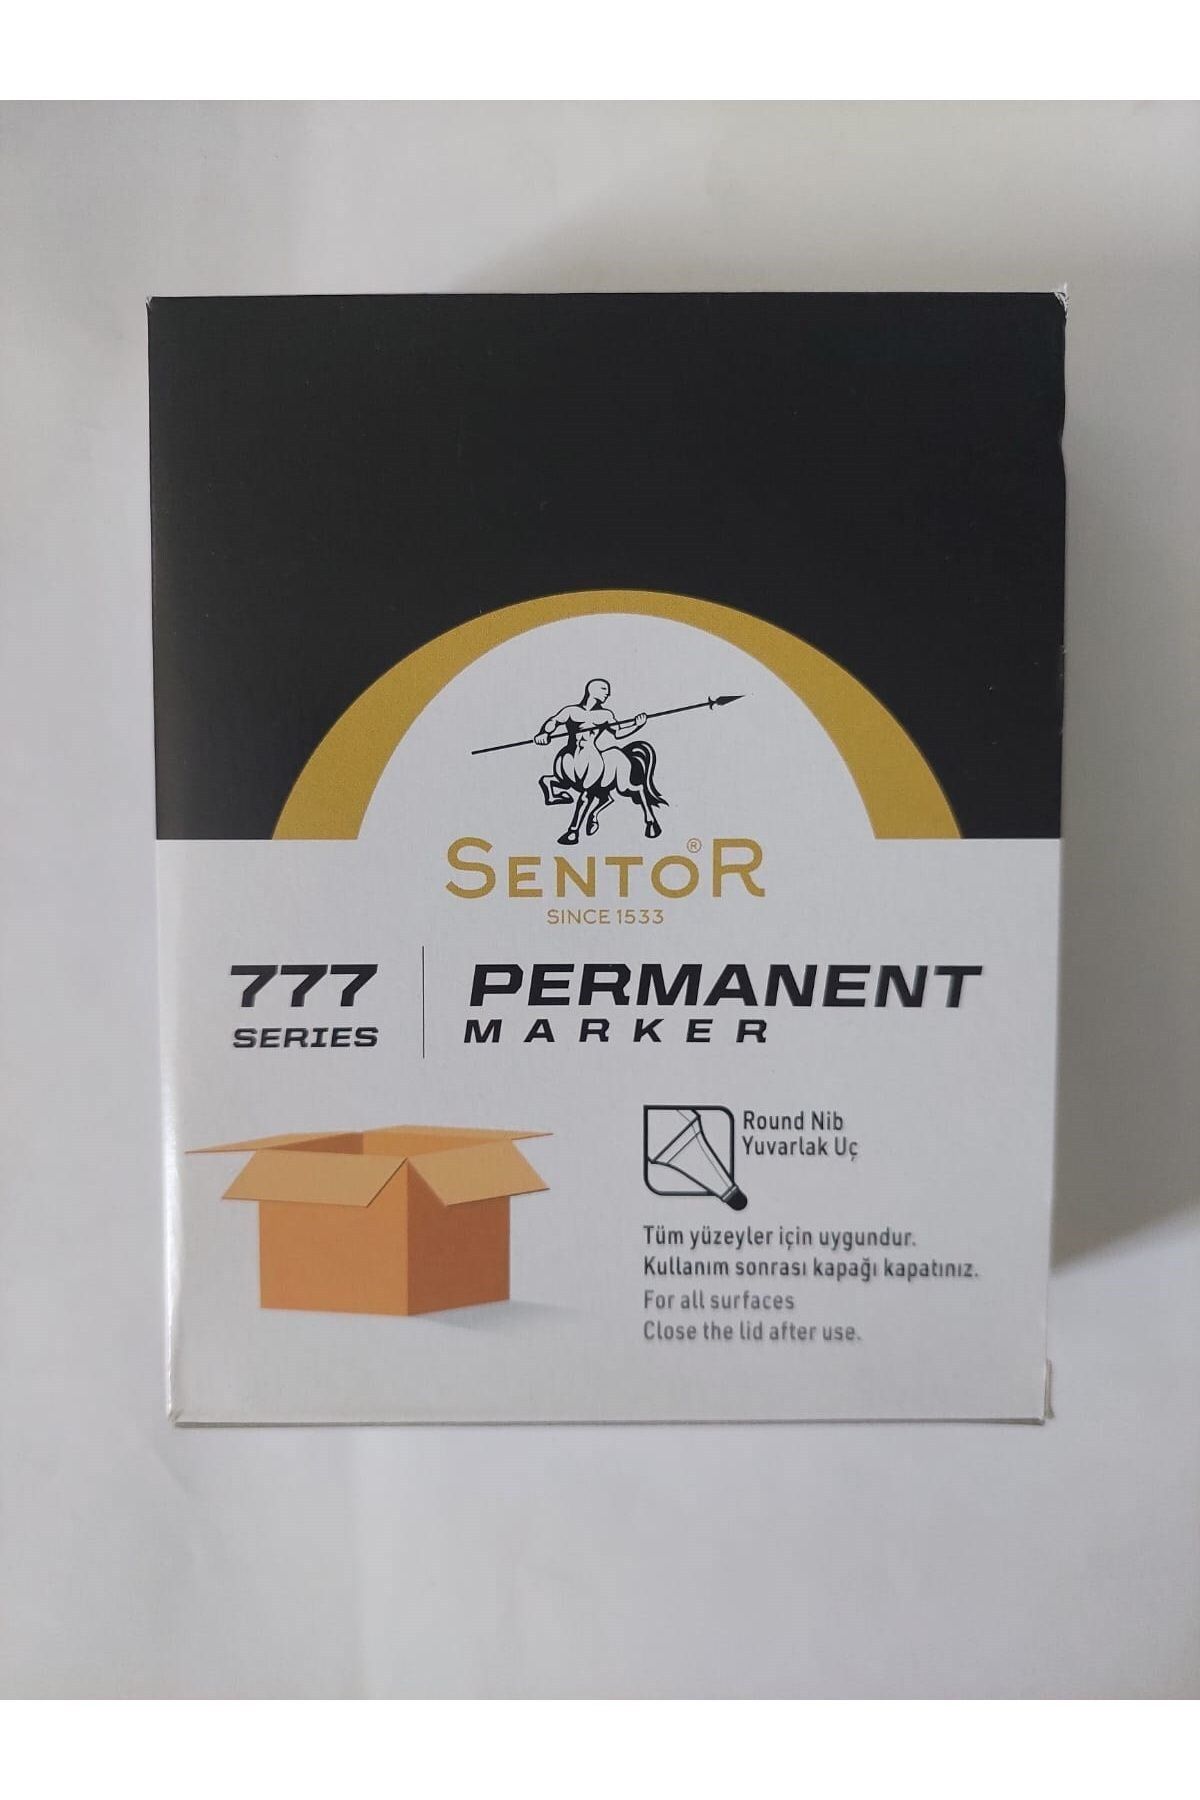 SENTOR®
SINCE 1533
777
SERIES
PERMANENT
MARKER
Round Nib
Yuvarlak Uç
Tüm yüzeyler için uygundur.
Kullanım sonrası kapağı kapatınız.
For all surfaces
Close the lid after use.